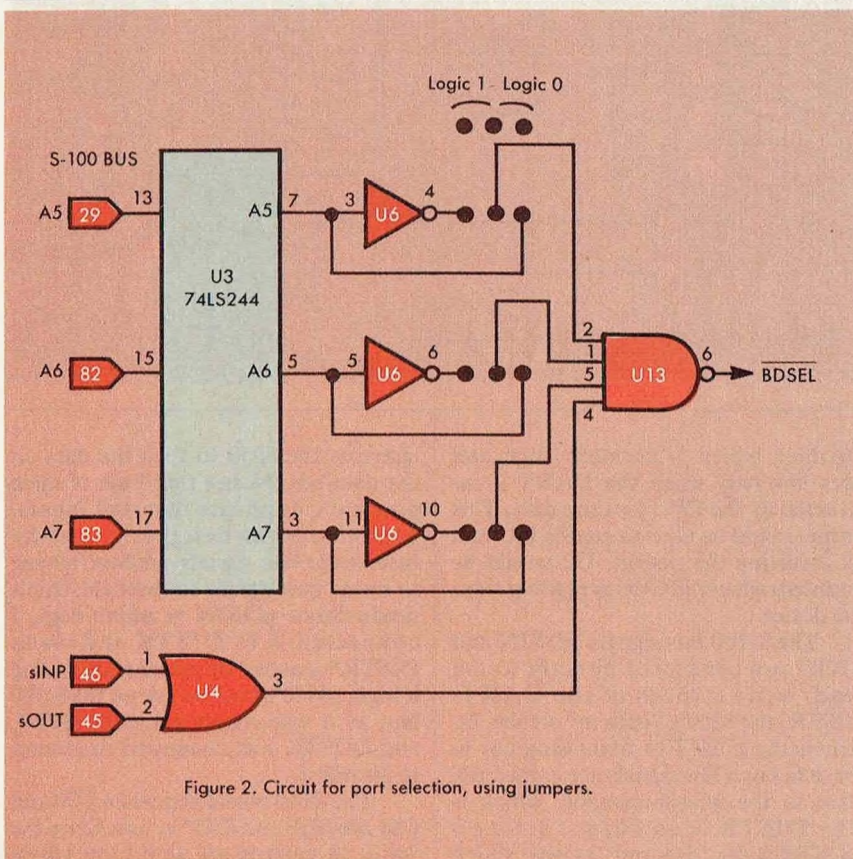 Logic 1 Logic 0
S-100 BUS
A5 29 13 A5 7 3 U6 4
U3
74LS244
A6 82 15 A6 5 5 U6 6
2
1
5
4
U13 6 BDSEL
A7 83 17 A7 3 11 U6 10
sINP 46 1
sOUT 45 2
U4 3
Figure 2. Circuit for port selection, using jumpers.